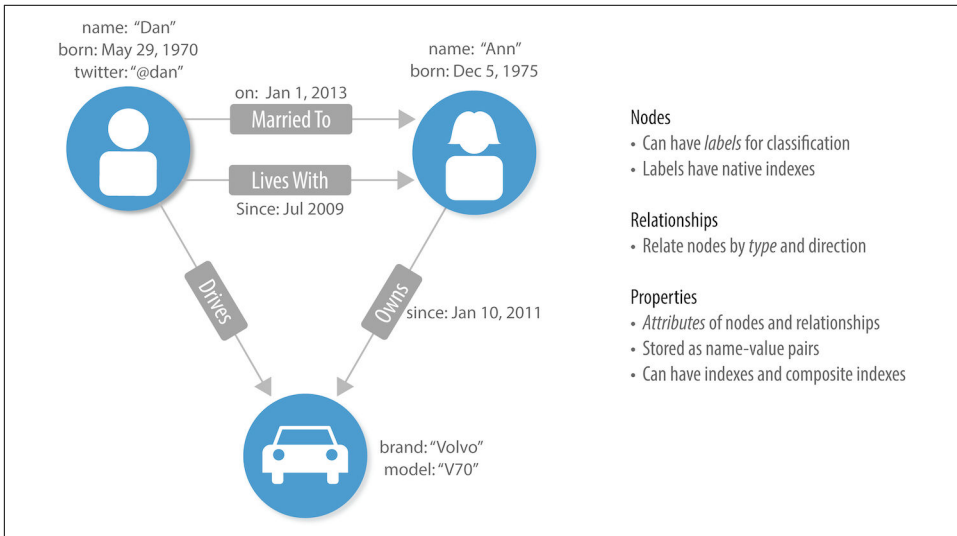 name: “Dan”
born: May 29, 1970
twitter: “@dan”
name: “Ann”
born: Dec 5, 1975
on: Jan 1, 2013
Married To
Lives With
Since: Jul 2009
Drives
Owns
since: Jan 10, 2011
brand: “Volvo”
model: “V70”
Nodes
• Can have labels for classification
• Labels have native indexes
Relationships
• Relate nodes by type and direction
Properties
• Attributes of nodes and relationships
• Stored as name-value pairs
• Can have indexes and composite indexes